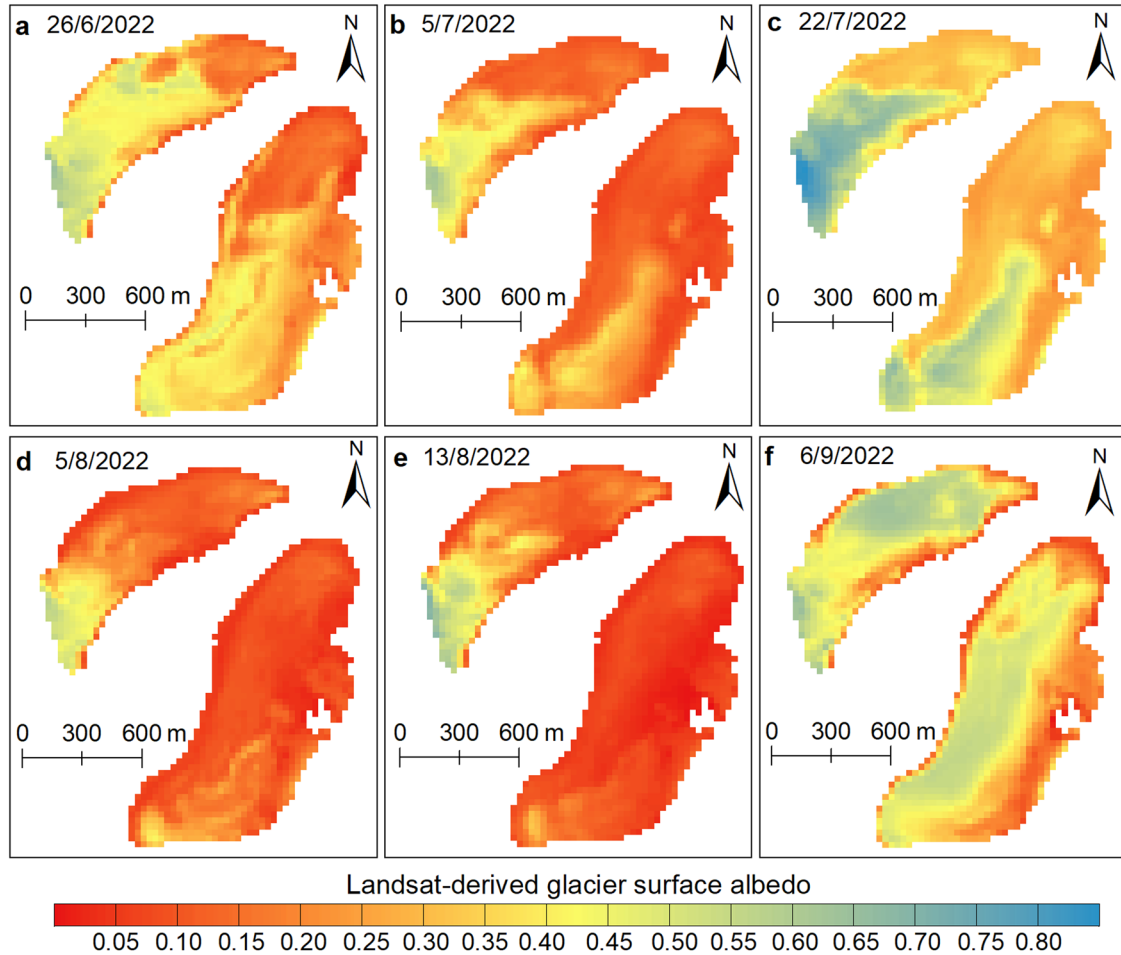 a 26/6/2022 N
b 5/7/2022 N
c 22/7/2022 N
0 300 600 m
0 300 600 m
0 300 600 m
d 5/8/2022 N
e 13/8/2022 N
f 6/9/2022 N
0 300 600 m
0 300 600 m
0 300 600 m
Landsat-derived glacier surface albedo
0.05 0.10 0.15 0.20 0.25 0.30 0.35 0.40 0.45 0.50 0.55 0.60 0.65 0.70 0.75 0.80